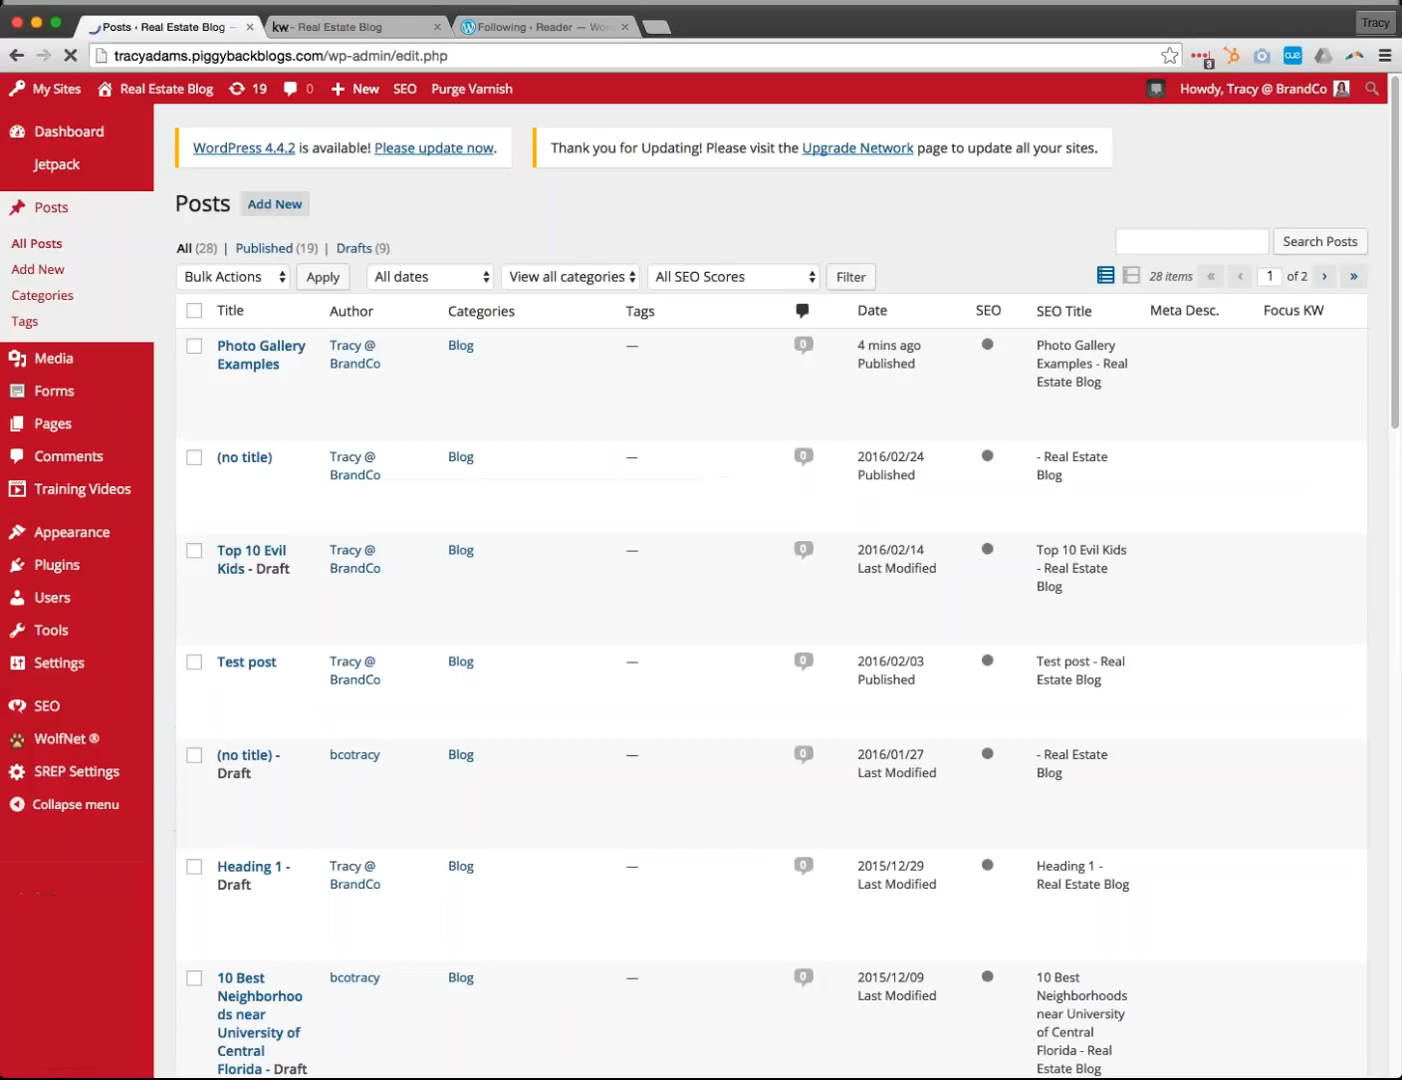 Posts ‹ Real Estate Blog —
kw - Real Estate Blog
Following ‹ Reader — Wor
Tracy
tracyadams.piggybackblogs.com/wp-admin/edit.php
3
My Sites
Real Estate Blog
19
0
New
SEO
Purge Varnish
Howdy, Tracy @ BrandCo
Dashboard
Jetpack
Posts
All Posts
Add New
Categories
Tags
Media
Forms
Pages
Comments
Training Videos
Appearance
Plugins
Users
Tools
Settings
SEO
WolfNet ®
SREP Settings
Collapse menu
WordPress 4.4.2 is available! Please update now.
Thank you for Updating! Please visit the Upgrade Network page to update all your sites.
Posts Add New
All (28) | Published (19) | Drafts (9)
Search Posts
Bulk Actions
Apply
All dates
View all categories
All SEO Scores
Filter
28 items « ‹ 1 of 2 › »
Title Author Categories Tags Date SEO SEO Title Meta Desc. Focus KW
Photo Gallery
Examples
Tracy @
BrandCo
Blog
—
0
4 mins ago
Published
Photo Gallery
Examples - Real
Estate Blog
(no title)
Tracy @
BrandCo
Blog
—
0
2016/02/24
Published
- Real Estate
Blog
Top 10 Evil
Kids - Draft
Tracy @
BrandCo
Blog
—
0
2016/02/14
Last Modified
Top 10 Evil Kids
- Real Estate
Blog
Test post
Tracy @
BrandCo
Blog
—
0
2016/02/03
Published
Test post - Real
Estate Blog
(no title) -
Draft
bcotracy
Blog
—
0
2016/01/27
Last Modified
- Real Estate
Blog
Heading 1 -
Draft
Tracy @
BrandCo
Blog
—
0
2015/12/29
Last Modified
Heading 1 -
Real Estate Blog
10 Best
Neighborhoo
ds near
University of
Central
Florida - Draft
bcotracy
Blog
—
0
2015/12/09
Last Modified
10 Best
Neighborhoods
near University
of Central
Florida - Real
Estate Blog